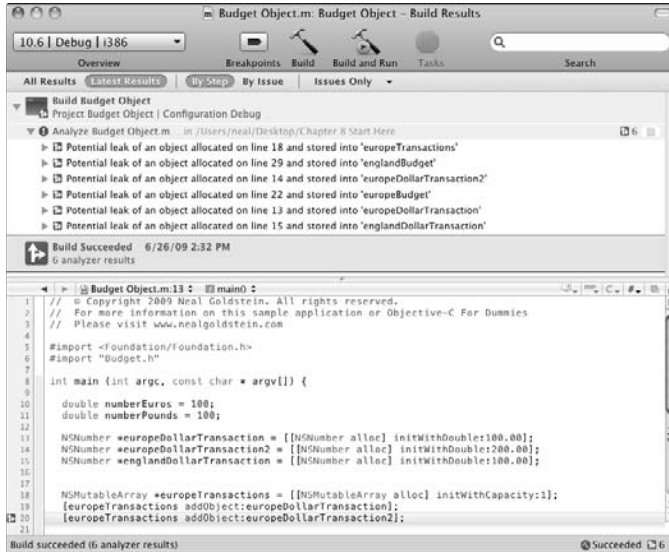 Budget Object.m: Budget Object – Build Results
10.6 | Debug | i386
Overview
Breakpoints
Build
Build and Run
Tasks
Search
All Results
Latest Results
By Step
By Issue
Issues Only
Build Budget Object
Project Budget Object | Configuration Debug
Analyze Budget Object.m ...in /Users/neal/Desktop/Chapter 8 Start Here
6
Potential leak of an object allocated on line 18 and stored into 'europeTransactions'
Potential leak of an object allocated on line 29 and stored into 'englandBudget'
Potential leak of an object allocated on line 14 and stored into 'europeDollarTransaction2'
Potential leak of an object allocated on line 22 and stored into 'europeBudget'
Potential leak of an object allocated on line 13 and stored into 'europeDollarTransaction'
Potential leak of an object allocated on line 15 and stored into 'englandDollarTransaction'
Build Succeeded 6/26/09 2:32 PM
6 analyzer results
Budget Object.m:13 main()
C #
1 // © Copyright 2009 Neal Goldstein. All rights reserved.
2 // For more information on this sample application or Objective-C For Dummies
3 // Please visit www.nealgoldstein.com
4
5 #import <Foundation/Foundation.h>
6 #import "Budget.h"
7
8 int main (int argc, const char * argv[]) {
9
10 double numberEuros = 100;
11 double numberPounds = 100;
12
13 NSNumber *europeDollarTransaction = [[NSNumber alloc] initWithDouble:100.00];
14 NSNumber *europeDollarTransaction2 = [[NSNumber alloc] initWithDouble:200.00];
15 NSNumber *englandDollarTransaction = [[NSNumber alloc] initWithDouble:100.00];
16
17
18 NSMutableArray *europeTransactions = [[NSMutableArray alloc] initWithCapacity:1];
19 [europeTransactions addObject:europeDollarTransaction];
20 [europeTransactions addObject:europeDollarTransaction2];
21
Build succeeded (6 analyzer results)
Succeeded 6